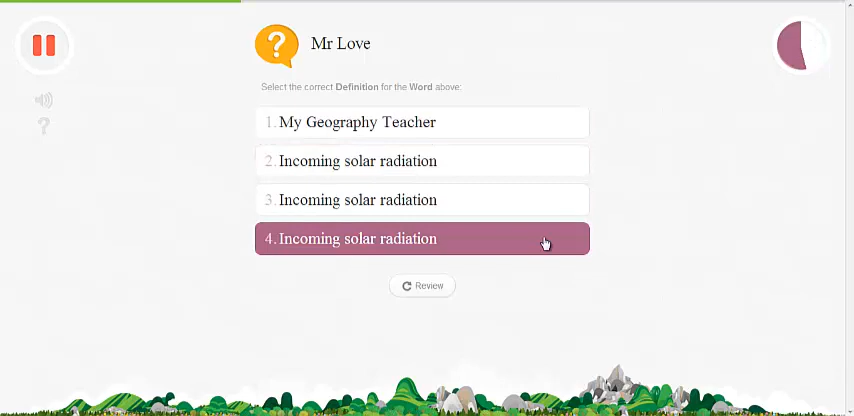 Mr Love
Select the correct Definition for the Word above:
1. My Geography Teacher
2. Incoming solar radiation
3. Incoming solar radiation
4. Incoming solar radiation
Review